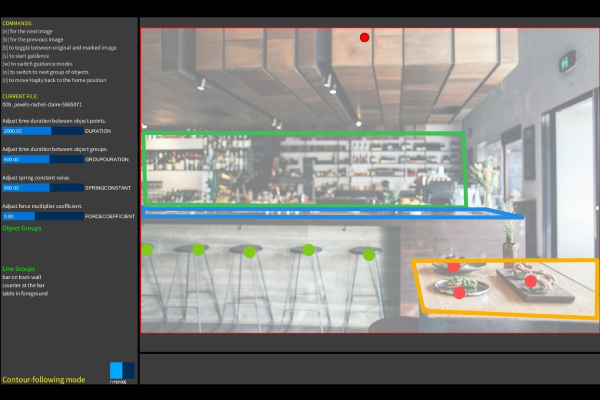 COMMANDS:
[n] for the next image
[b] for the previous image
[t] to toggle between original and marked image
[s] to start guidance
[w] to switch guidance modes
[o] to switch to next group of objects
[r] to move Haply back to the home position
CURRENT FILE:
00b_pexels-rachel-claire-5865871
Adjust time duration between object points.
2000.00 DURATION
Adjust time duration between object groups.
600.00 GROUPDURATION
Adjust spring constant value.
800.00 SPRINGCONSTANT
Adjust force multiplier coefficient.
0.80 FORCECOEFFICIENT
Object Groups
Line Groups
bar on back wall
counter at the bar
table in foreground
Contour-following mode